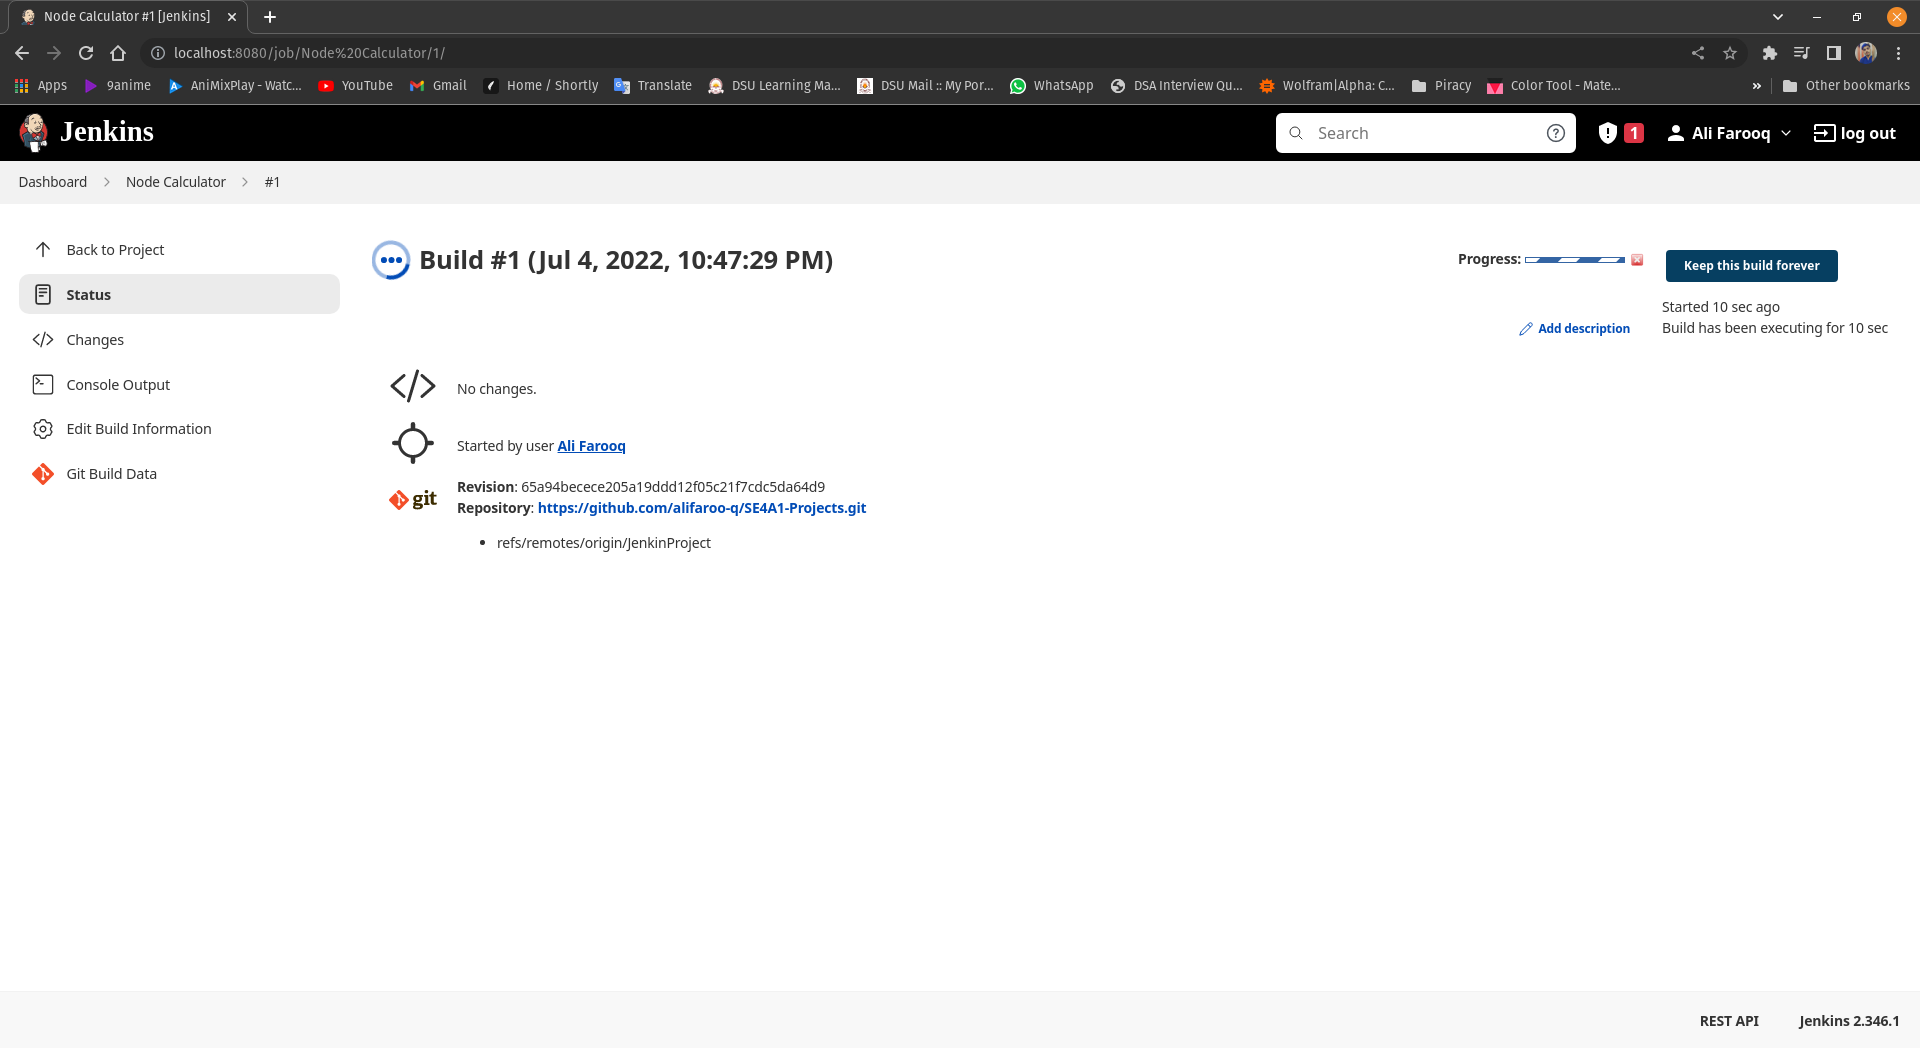 Node Calculator #1 [Jenkins]
localhost:8080/job/Node%20Calculator/1/
Apps 9anime AniMixPlay - Watc... YouTube Gmail Home / Shortly Translate DSU Learning Ma... DSU Mail :: My Por... WhatsApp DSA Interview Qu... Wolfram|Alpha: C... Piracy Color Tool - Mate... » Other bookmarks
Jenkins Search 1 Ali Farooq log out
Dashboard Node Calculator #1
Back to Project
Status
Changes
Console Output
Edit Build Information
Git Build Data
Build #1 (Jul 4, 2022, 10:47:29 PM)
Progress:
Keep this build forever
Started 10 sec ago
Add description
Build has been executing for 10 sec
No changes.
Started by user Ali Farooq
git
Revision: 65a94becece205a19ddd12f05c21f7cdc5da64d9
Repository: https://github.com/alifaroo-q/SE4A1-Projects.git
• refs/remotes/origin/JenkinProject
REST API Jenkins 2.346.1